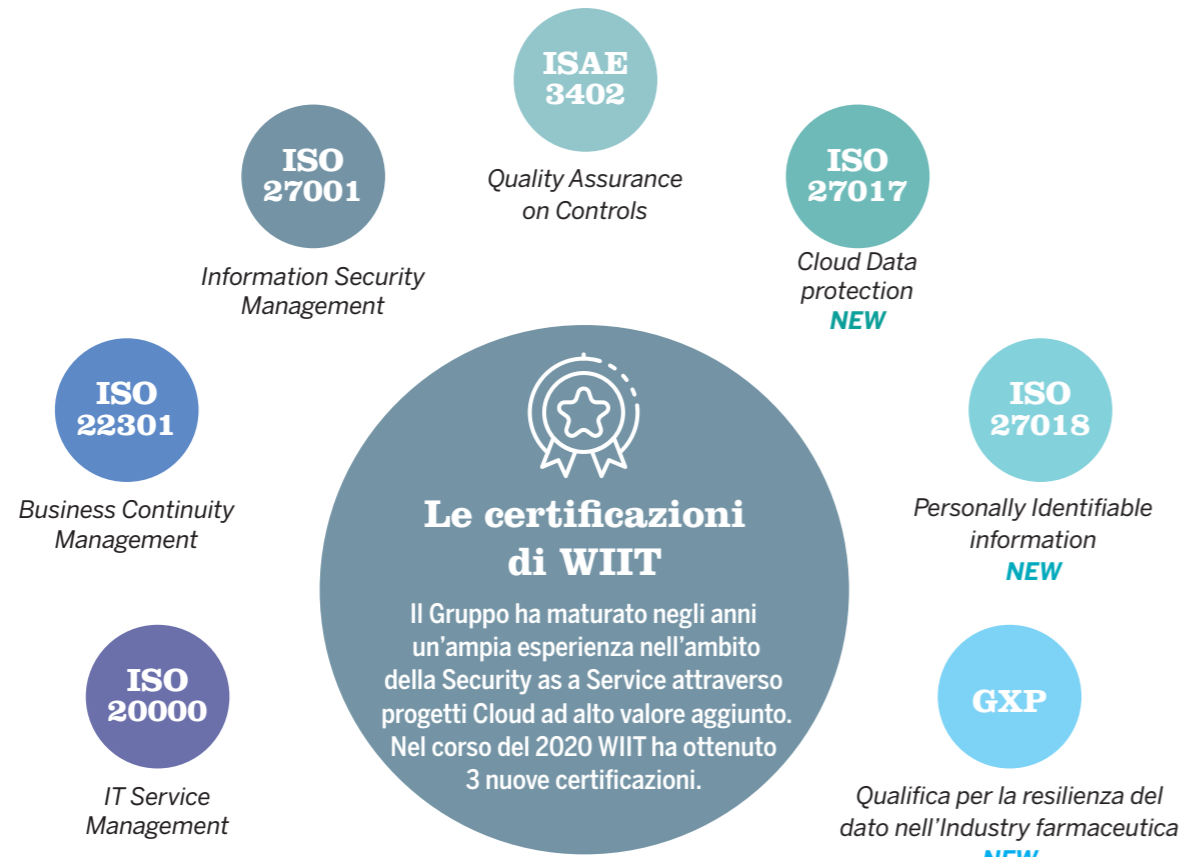 ISAE
3402
Quality Assurance
on Controls
ISO
27001
Information Security
Management
ISO
27017
Cloud Data
protection
NEW
ISO
22301
Business Continuity
Management
ISO
27018
Personally Identifiable
information
NEW
Le certificazioni
di WIIT
Il Gruppo ha maturato negli anni
un'ampia esperienza nell'ambito
della Security as a Service attraverso
progetti Cloud ad alto valore aggiunto.
Nel corso del 2020 WIIT ha ottenuto
3 nuove certificazioni.
ISO
20000
IT Service
Management
GXP
Qualifica per la resilienza del
dato nell'Industry farmaceutica
NEW